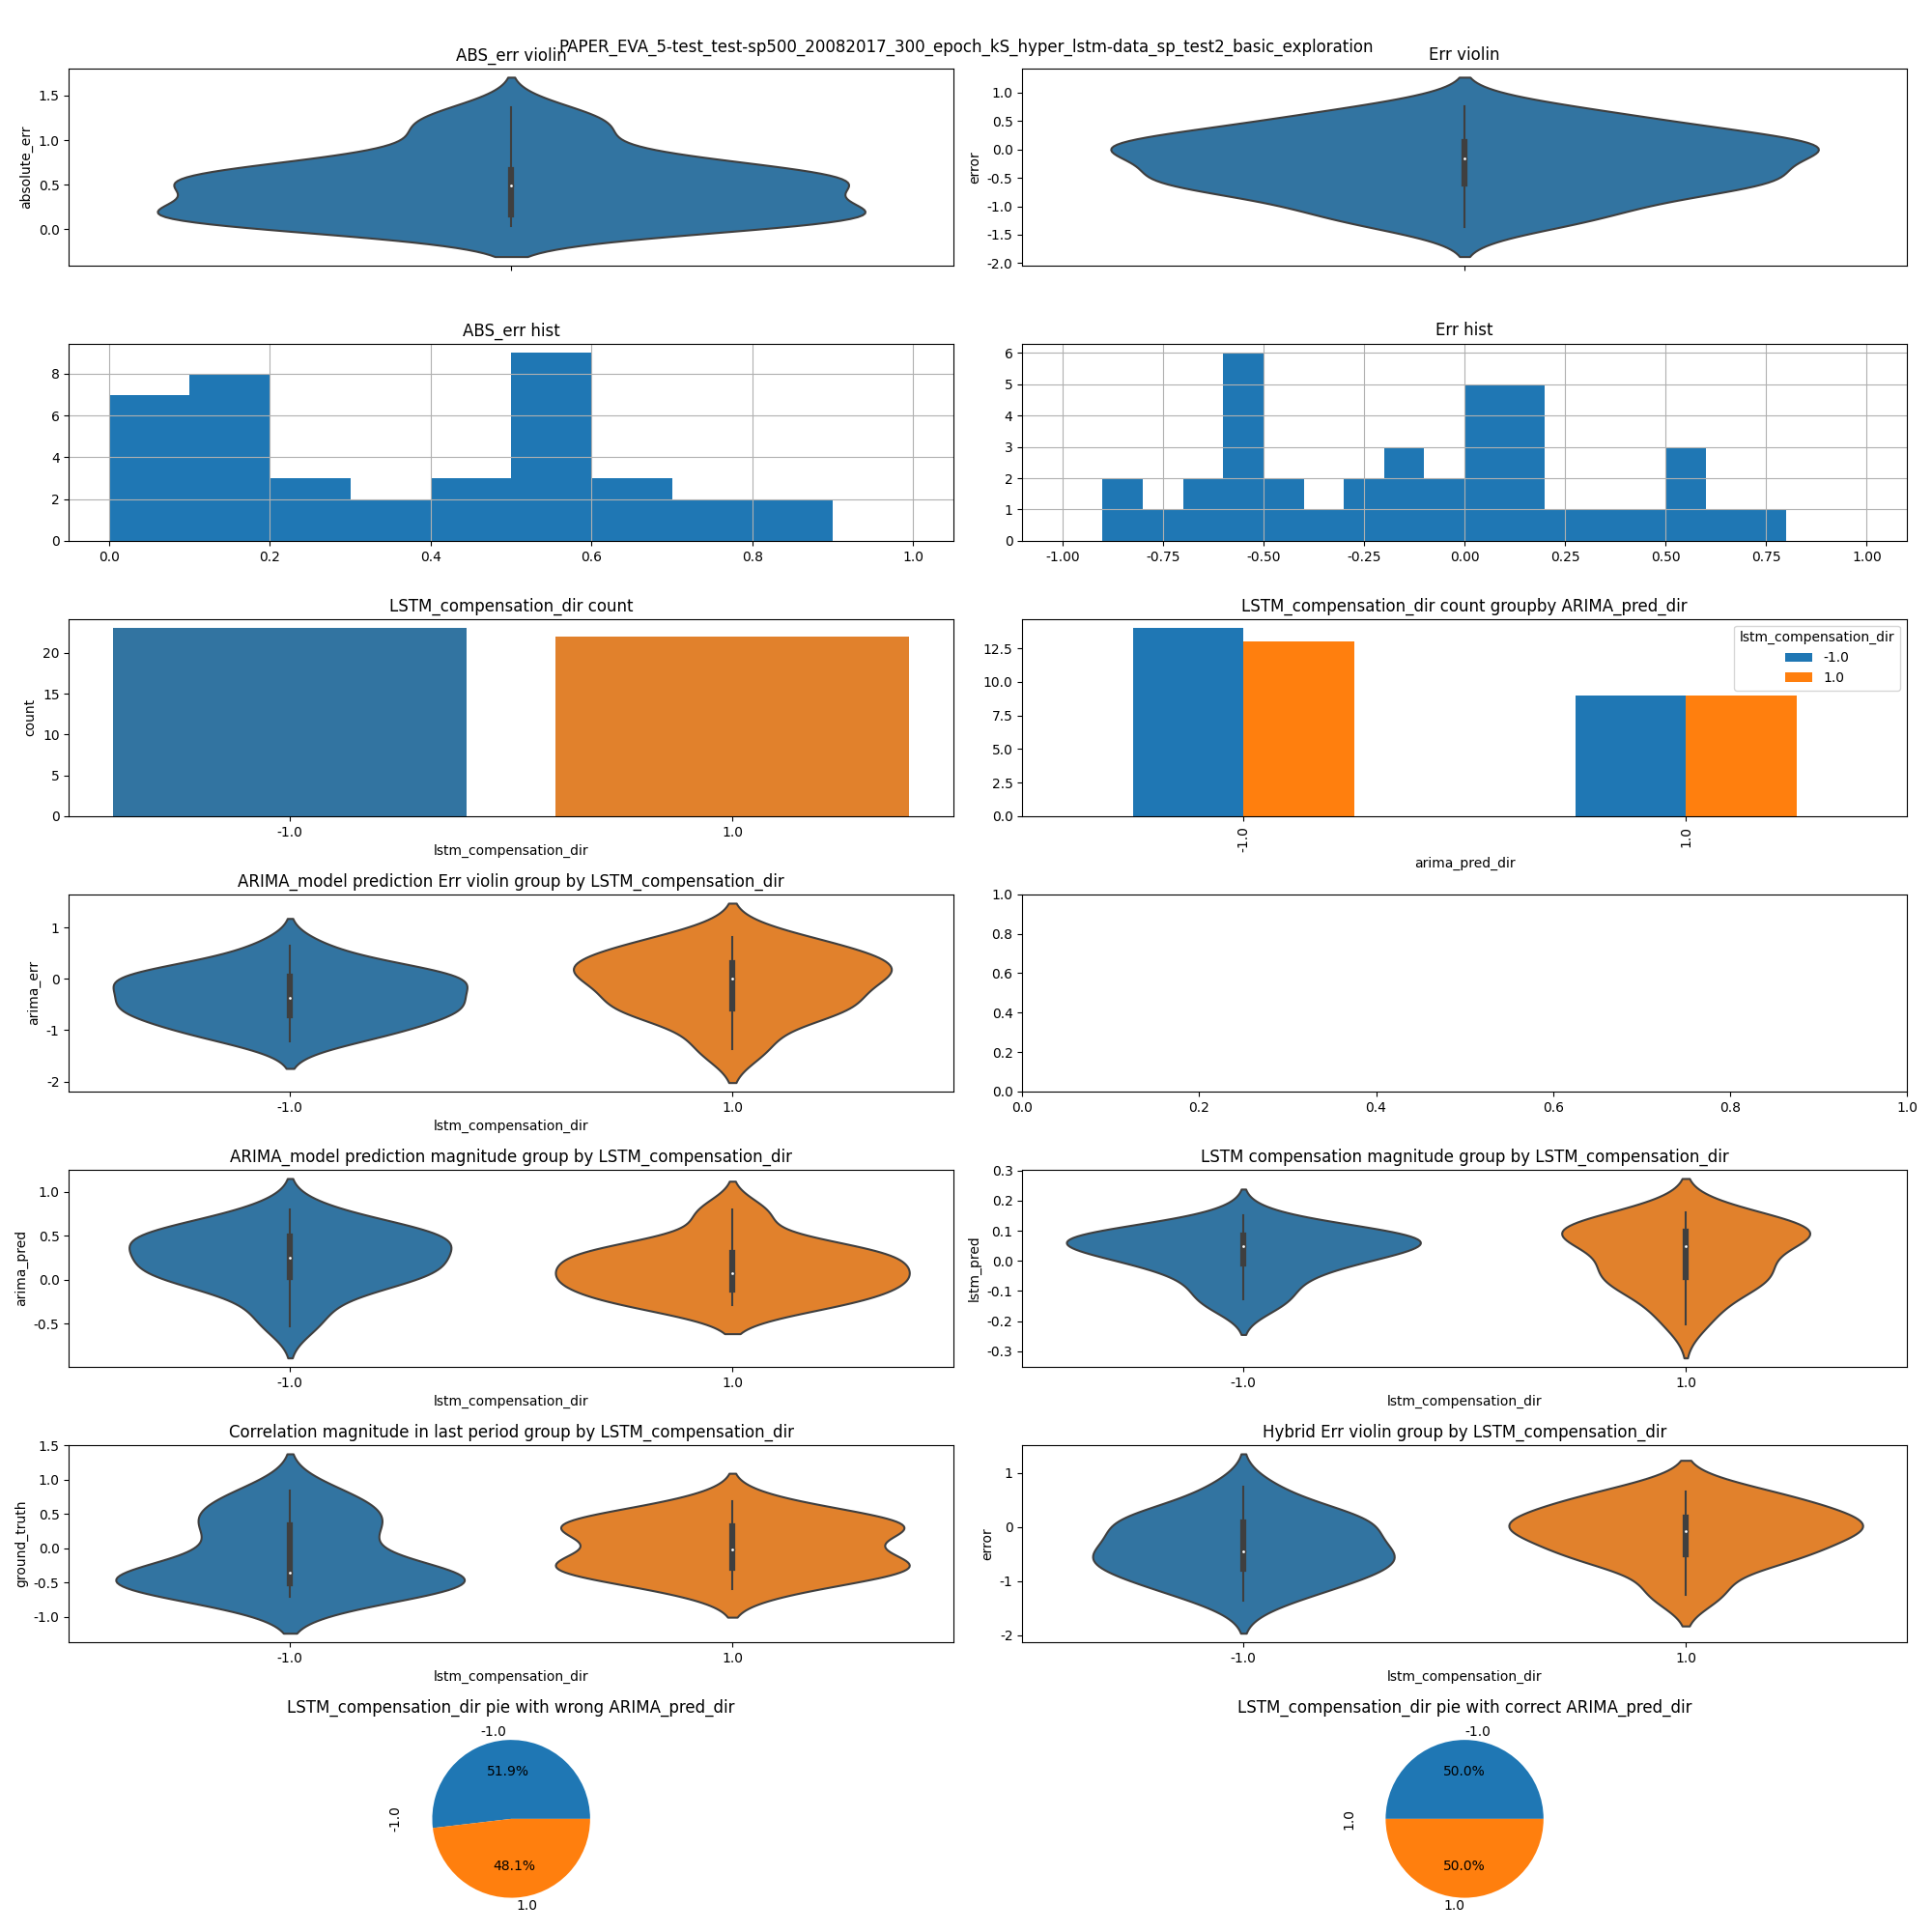 PAPER_EVA_5-test_test-sp500_20082017_300_epoch_kS_hyper_lstm-data_sp_test2_basic_exploration
ABS_err violin
absolute_err
1.5
1.0
0.5
0.0
Err violin
error
1.0
0.5
0.0
-0.5
-1.0
-1.5
-2.0
ABS_err hist
8
6
4
2
0
0.0 0.2 0.4 0.6 0.8 1.0
Err hist
6
5
4
3
2
1
0
-1.00 -0.75 -0.50 -0.25 0.00 0.25 0.50 0.75 1.00
LSTM_compensation_dir count
count
20
15
10
5
0
-1.0 1.0
lstm_compensation_dir
LSTM_compensation_dir count groupby ARIMA_pred_dir
12.5
10.0
7.5
5.0
2.5
0.0
lstm_compensation_dir
-1.0
1.0
-1.0 1.0
arima_pred_dir
ARIMA_model prediction Err violin group by LSTM_compensation_dir
arima_err
1
0
-1
-2
-1.0 1.0
lstm_compensation_dir
1.0
0.8
0.6
0.4
0.2
0.0
0.0 0.2 0.4 0.6 0.8 1.0
ARIMA_model prediction magnitude group by LSTM_compensation_dir
arima_pred
1.0
0.5
0.0
-0.5
-1.0 1.0
lstm_compensation_dir
LSTM compensation magnitude group by LSTM_compensation_dir
lstm_pred
0.3
0.2
0.1
0.0
-0.1
-0.2
-0.3
-1.0 1.0
lstm_compensation_dir
Correlation magnitude in last period group by LSTM_compensation_dir
ground_truth
1.5
1.0
0.5
0.0
-0.5
-1.0
-1.0 1.0
lstm_compensation_dir
Hybrid Err violin group by LSTM_compensation_dir
error
1
0
-1
-2
-1.0 1.0
lstm_compensation_dir
LSTM_compensation_dir pie with wrong ARIMA_pred_dir
-1.0
51.9%
-1.0
48.1%
1.0
LSTM_compensation_dir pie with correct ARIMA_pred_dir
-1.0
50.0%
1.0
50.0%
1.0